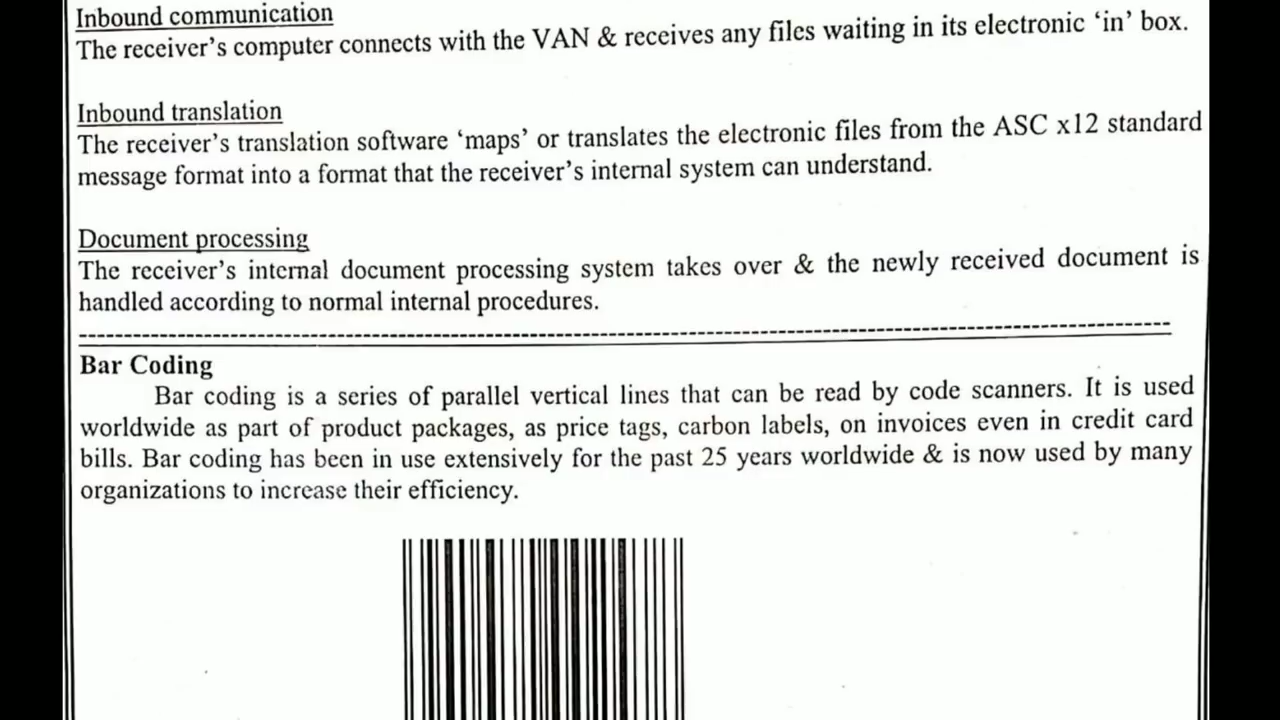 Inbound communication
The receiver's computer connects with the VAN & receives any files waiting in its electronic 'in' box.
Inbound translation
The receiver's translation software 'maps' or translates the electronic files from the ASC x12 standard
message format into a format that the receiver's internal system can understand.
Document processing
The receiver's internal document processing system takes over & the newly received document is
handled according to normal internal procedures.
Bar Coding
Bar coding is a series of parallel vertical lines that can be read by code scanners. It is used
worldwide as part of product packages, as price tags, carbon labels, on invoices even in credit card
bills. Bar coding has been in use extensively for the past 25 years worldwide & is now used by many
organizations to increase their efficiency.